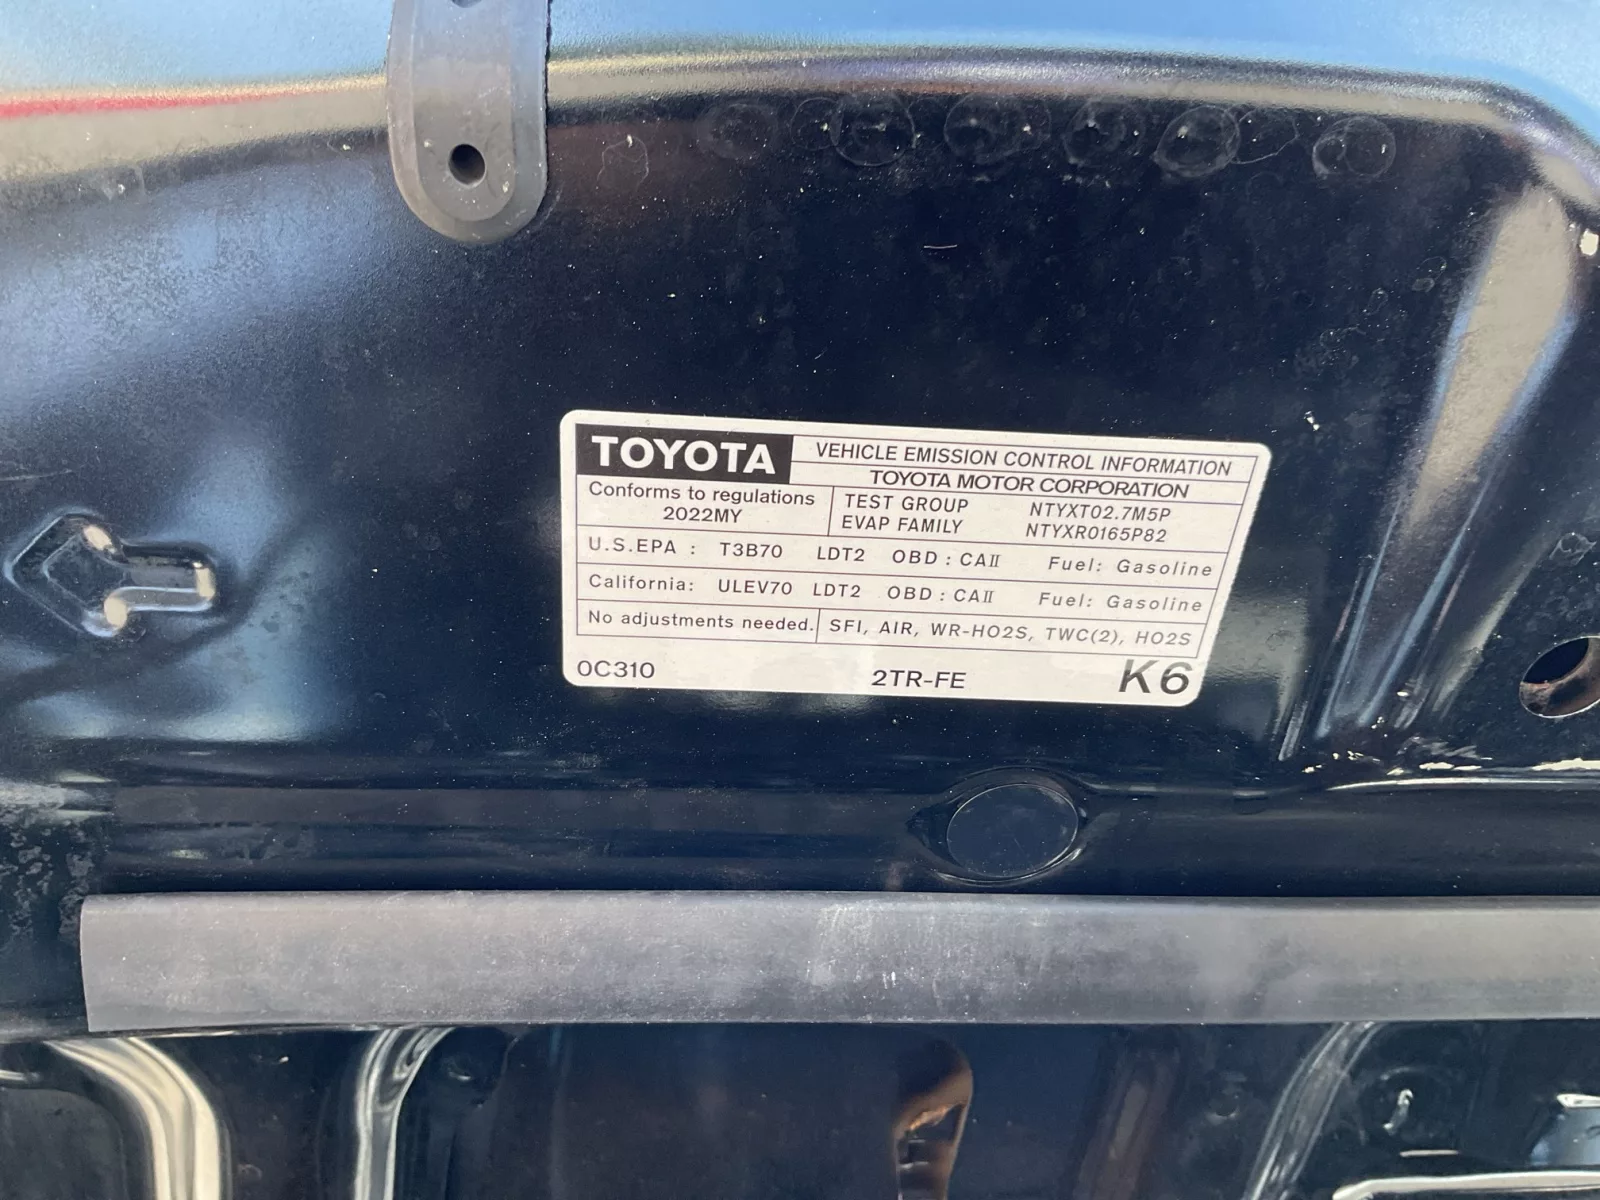 TOYOTA
VEHICLE EMISSION CONTROL INFORMATION
TOYOTA MOTOR CORPORATION
Conforms to regulations
2022MY
TEST GROUP NTYXT02.7M5P
EVAP FAMILY NTYXR0165P82
U.S.EPA : T3B70 LDT2 OBD : CAⅡ Fuel: Gasoline
California: ULEV70 LDT2 OBD : CAⅡ Fuel: Gasoline
No adjustments needed. SFI, AIR, WR-HO2S, TWC(2), HO2S
0C310 2TR-FE K6